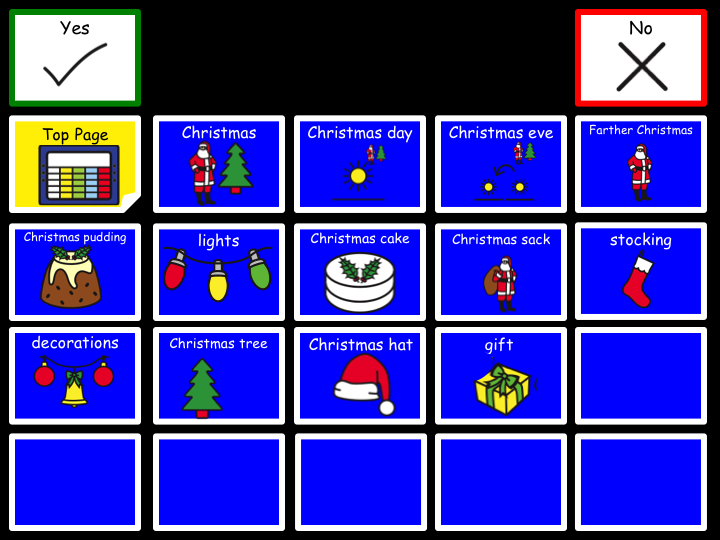 Yes
No
Top Page
Christmas
Christmas day
Christmas eve
Farther Christmas
Christmas pudding
lights
Christmas cake
Christmas sack
stocking
decorations
Christmas tree
Christmas hat
gift